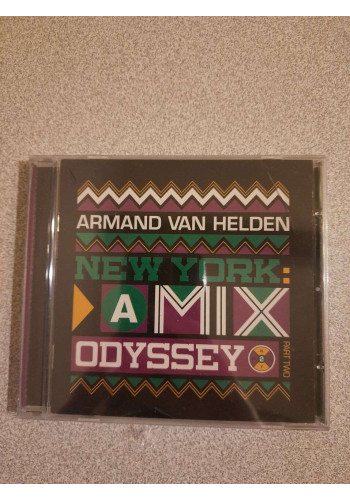 ARMAND VAN HELDEN
NEW YORK:
A MIX
ODYSSEY
PART TWO